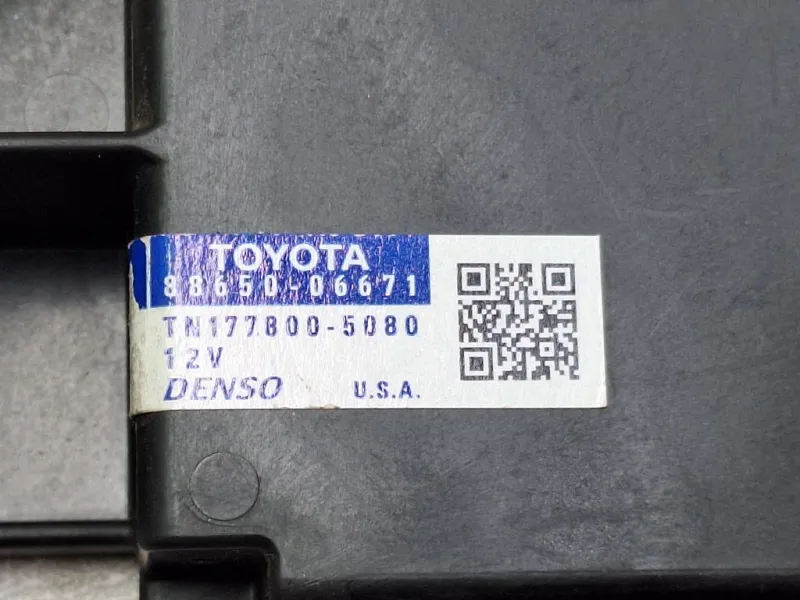 TOYOTA
88650-06671
TN177800-5080
12V
DENSO U.S.A.